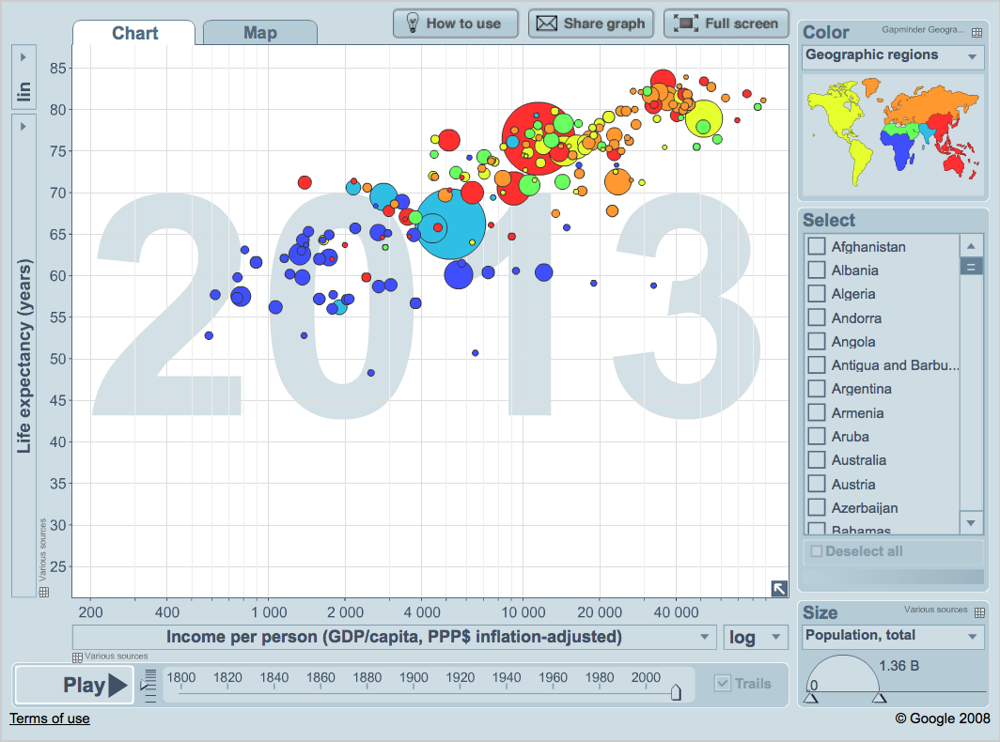 Chart
Map
How to use
Share graph
Full screen
Color
Gapminder Geogra...
Geographic regions
lin
Life expectancy (years)
Various sources
85
80
75
70
65
60
55
50
45
40
35
30
25
2013
200
400
1 000
2 000
4 000
10 000
20 000
40 000
Income per person (GDP/capita, PPP$ inflation-adjusted)
log
Various sources
Select
Afghanistan
Albania
Algeria
Andorra
Angola
Antigua and Barbu...
Argentina
Armenia
Aruba
Australia
Austria
Azerbaijan
Bahamas
Deselect all
Size
Various sources
Population, total
1.36 B
0
Play
1800
1820
1840
1860
1880
1900
1920
1940
1960
1980
2000
Trails
Terms of use
© Google 2008